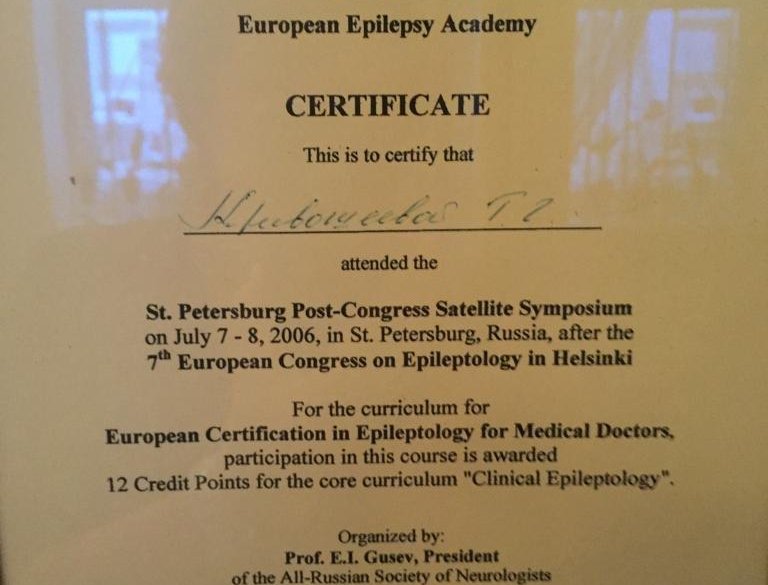 European Epilepsy Academy
CERTIFICATE
This is to certify that
Кривошеева Г. Г.
attended the
St. Petersburg Post-Congress Satellite Symposium
on July 7 - 8, 2006, in St. Petersburg, Russia, after the
7th European Congress on Epileptology in Helsinki
For the curriculum for
European Certification in Epileptology for Medical Doctors,
participation in this course is awarded
12 Credit Points for the core curriculum "Clinical Epileptology".
Organized by:
Prof. E.I. Gusev, President
of the All-Russian Society of Neurologists